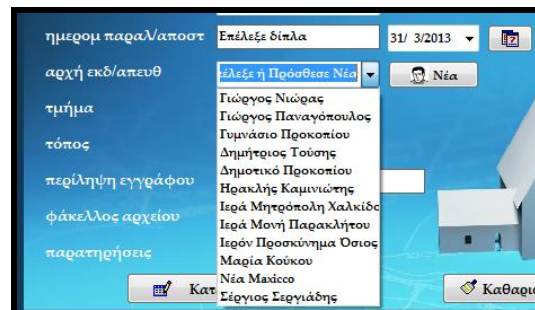 ημερομ παραλ/αποστ Επέλεξε δίπλα 31/ 3/2013
αρχή εκδ/απευθ έλεξε ή Πρόσθεσε Νέα Νέα
τμήμα
τόπος
περίληψη εγγράφου
φάκελλος αρχείου
παρατηρήσεις
Γιώργος Νιώρας
Γιώργος Παναγόπουλος
Γυμνάσιο Προκοπίου
Δημήτριος Τούσης
Δημοτικό Προκοπίου
Ηρακλής Καμινιώτης
Ιερά Μητρόπολη Χαλκίδο
Ιερά Μονή Παρακλήτου
Ιερόν Προσκύνημα Όσιος
Μαρία Κούκου
Νέα Maxicco
Σέργιος Σεργιάδης
Κατ Καθαρι